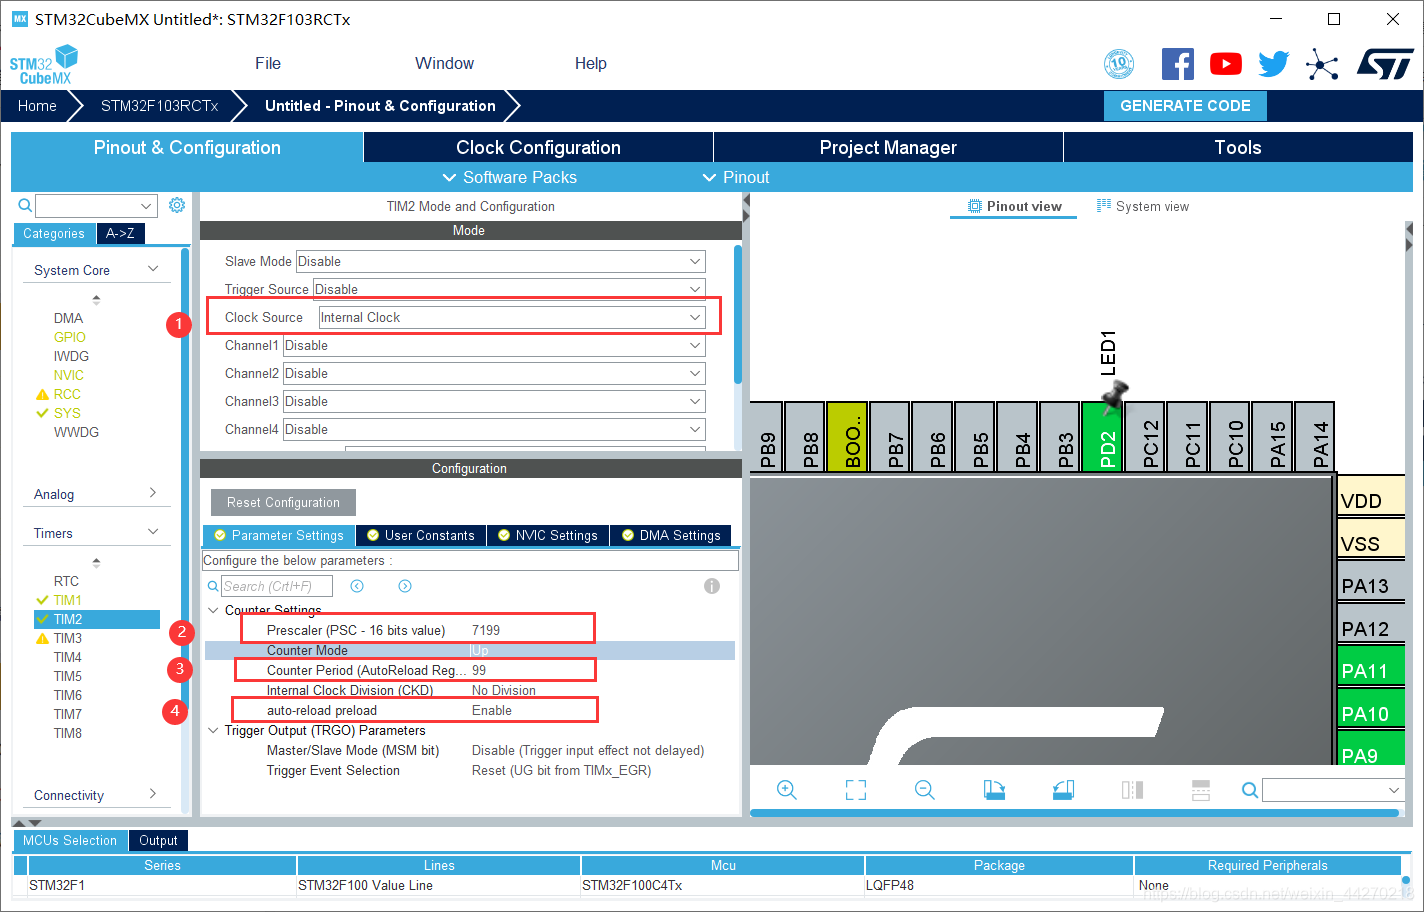 MX STM32CubeMX Untitled*: STM32F103RCTx
STM32
CubeMX
File Window Help
10
Home STM32F103RCTx Untitled - Pinout & Configuration GENERATE CODE
Pinout & Configuration Clock Configuration Project Manager Tools
Software Packs Pinout
Categories A->Z
System Core
DMA
GPIO
IWDG
NVIC
RCC
SYS
WWDG
Analog
Timers
RTC
TIM1
TIM2
TIM3
TIM4
TIM5
TIM6
TIM7
TIM8
Connectivity
TIM2 Mode and Configuration
Mode
Slave Mode Disable
Trigger Source Disable
1
Clock Source Internal Clock
Channel1 Disable
Channel2 Disable
Channel3 Disable
Channel4 Disable
Configuration
Reset Configuration
Parameter Settings User Constants NVIC Settings DMA Settings
Configure the below parameters :
Search (CrtI+F)
Counter Settings
2
Prescaler (PSC - 16 bits value) 7199
Counter Mode Up
3
Counter Period (AutoReload Reg... 99
Internal Clock Division (CKD) No Division
4
auto-reload preload Enable
Trigger Output (TRGO) Parameters
Master/Slave Mode (MSM bit) Disable (Trigger input effect not delayed)
Trigger Event Selection Reset (UG bit from TIMx_EGR)
Pinout view System view
LED1
PB9 PB8 BOO.. PB7 PB6 PB5 PB4 PB3 PD2 PC12 PC11 PC10 PA15 PA14
VDD
VSS
PA13
PA12
PA11
PA10
PA9
MCUs Selection Output
Series Lines Mcu Package Required Peripherals
STM32F1 STM32F100 Value Line STM32F100C4Tx LQFP48 None
https://blog.csdn.net/weixin_44270218